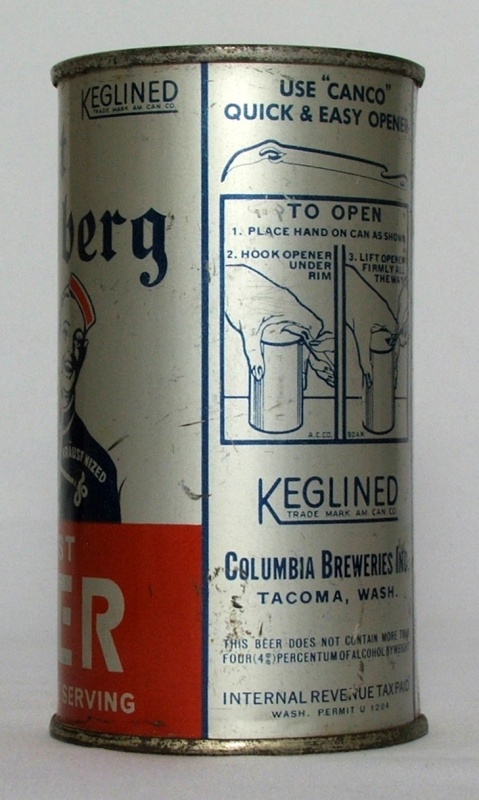 KEGLINED
TRADE MARK AM. CAN CO.
t
berg
KRÄUSENIZED
ST
ER
SERVING
USE "CANCO"
QUICK & EASY OPENER
TO OPEN
1. PLACE HAND ON CAN AS SHOWN
2. HOOK OPENER
UNDER
RIM
3. LIFT OPENER
FIRMLY ALL
THE WAY
A.C.CO.
KEGLINED
TRADE MARK AM. CAN CO.
COLUMBIA BREWERIES INC.
TACOMA, WASH.
THIS BEER DOES NOT CONTAIN MORE THAN
FOUR (4%) PERCENTUM OF ALCOHOL BY WEIGHT
INTERNAL REVENUE TAX PAID
WASH. PERMIT U 1204